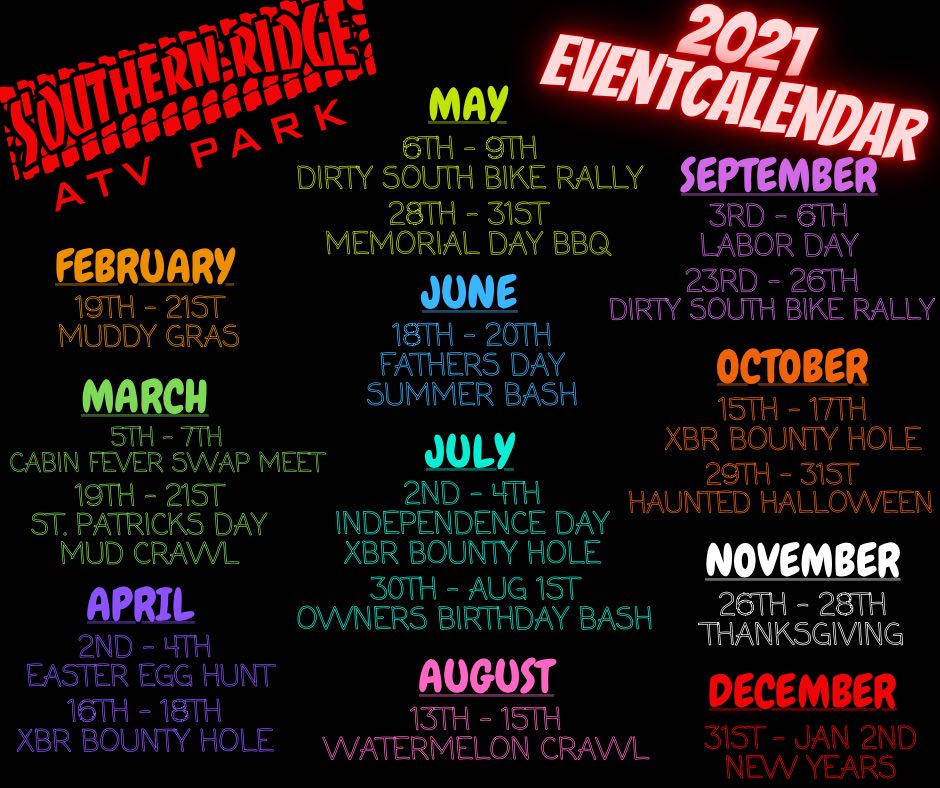 SOUTHERN RIDGE
ATV PARK
2021
EVENTCALENDAR
FEBRUARY
19TH - 21ST
MUDDY GRAS
MARCH
5TH - 7TH
CABIN FEVER SWAP MEET
19TH - 21ST
ST. PATRICKS DAY
MUD CRAWL
APRIL
2ND - 4TH
EASTER EGG HUNT
16TH - 18TH
XBR BOUNTY HOLE
MAY
6TH - 9TH
DIRTY SOUTH BIKE RALLY
28TH - 31ST
MEMORIAL DAY BBQ
JUNE
18TH - 20TH
FATHERS DAY
SUMMER BASH
JULY
2ND - 4TH
INDEPENDENCE DAY
XBR BOUNTY HOLE
30TH - AUG 1ST
OWNERS BIRTHDAY BASH
AUGUST
13TH - 15TH
WATERMELON CRAWL
SEPTEMBER
3RD - 6TH
LABOR DAY
23RD - 26TH
DIRTY SOUTH BIKE RALLY
OCTOBER
15TH - 17TH
XBR BOUNTY HOLE
29TH - 31ST
HAUNTED HALLOWEEN
NOVEMBER
26TH - 28TH
THANKSGIVING
DECEMBER
31ST - JAN 2ND
NEW YEARS